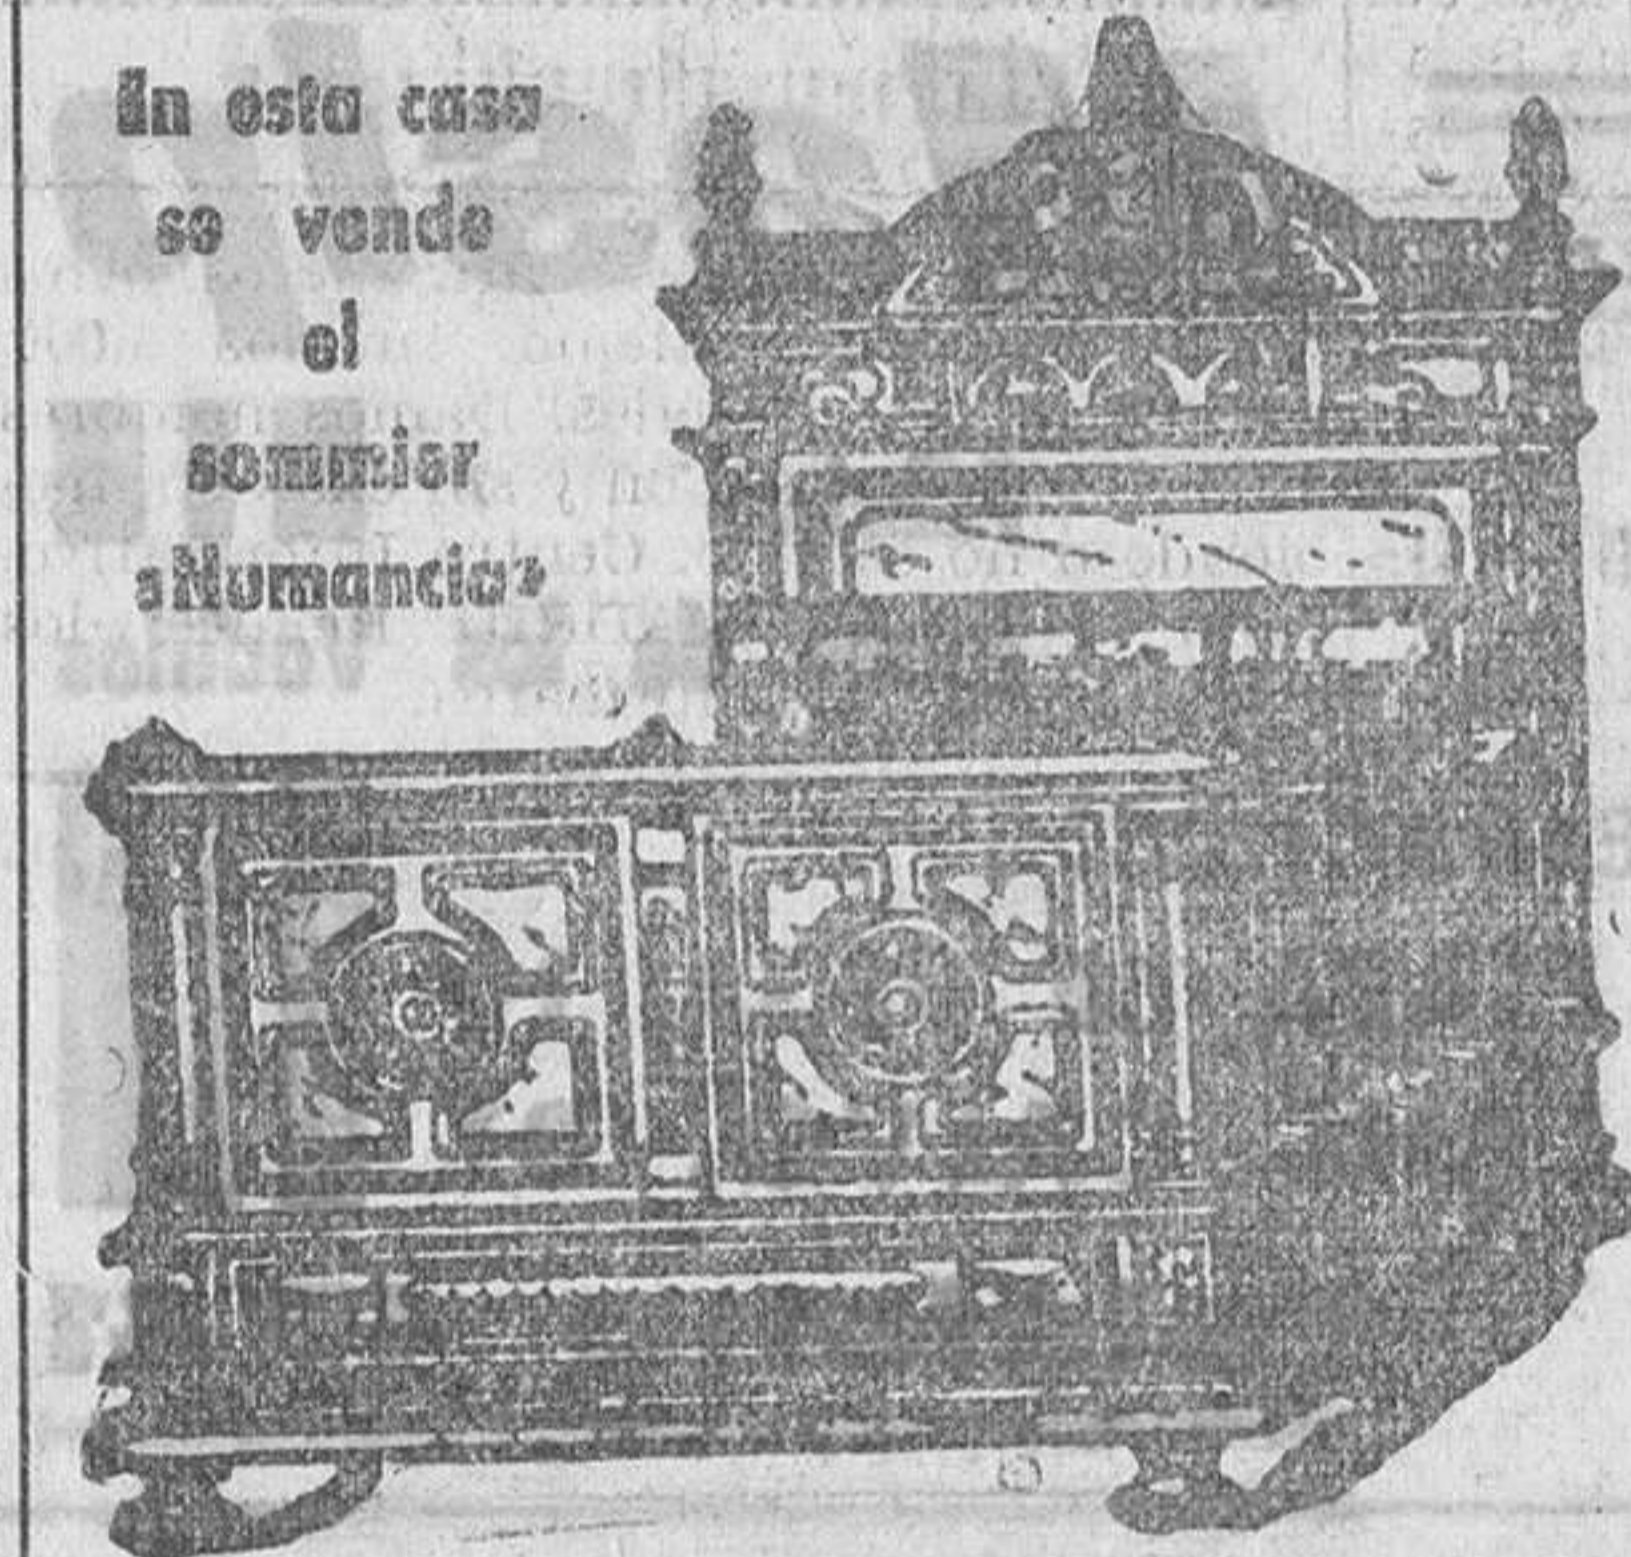 En esta casa
se vende
el
sommier
«Numancia»